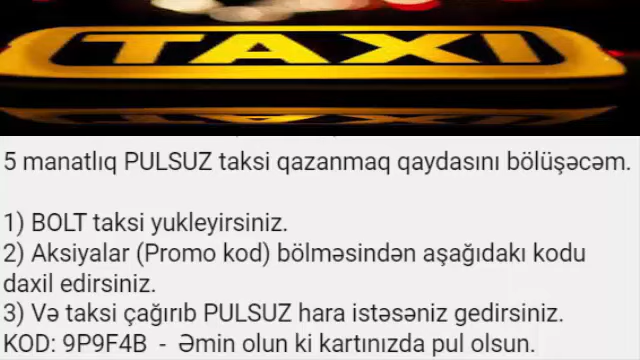 TAXI
5 manatlıq PULSUZ taksi qazanmaq qaydasını bölüşəcəm.
1) BOLT taksi yukleyirsiniz.
2) Aksiyalar (Promo kod) bölməsindən aşağıdakı kodu
daxil edirsiniz.
3) Və taksi çağırıb PULSUZ hara istəsəniz gedirsiniz.
KOD: 9P9F4B - Əmin olun ki kartınızda pul olsun.